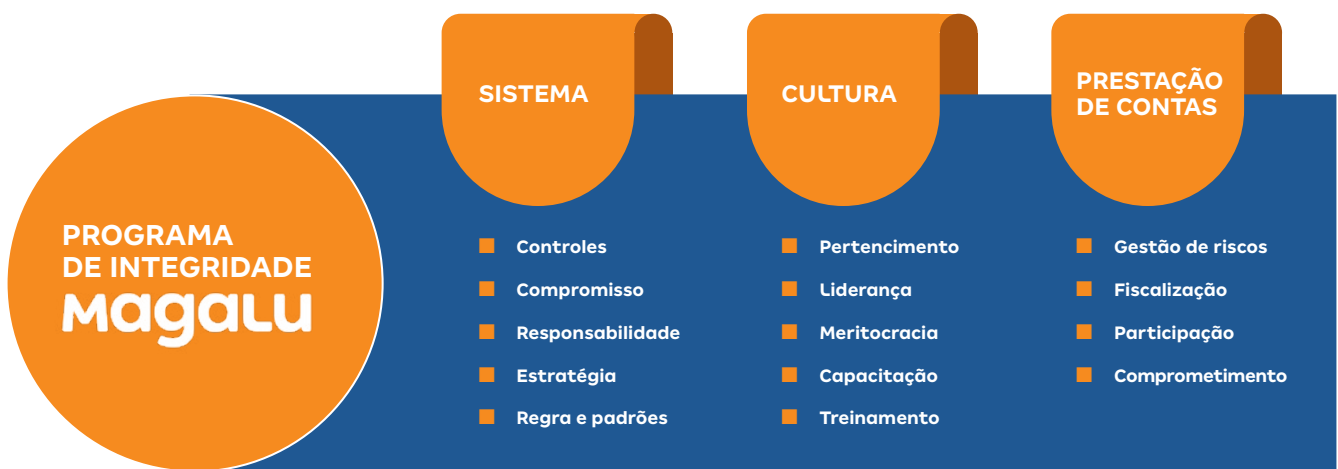 PROGRAMA
DE INTEGRIDADE
Magalu
SISTEMA
Controles
Compromisso
Responsabilidade
Estratégia
Regra e padrões
CULTURA
Pertencimento
Liderança
Meritocracia
Capacitação
Treinamento
PRESTAÇÃO
DE CONTAS
Gestão de riscos
Fiscalização
Participação
Comprometimento